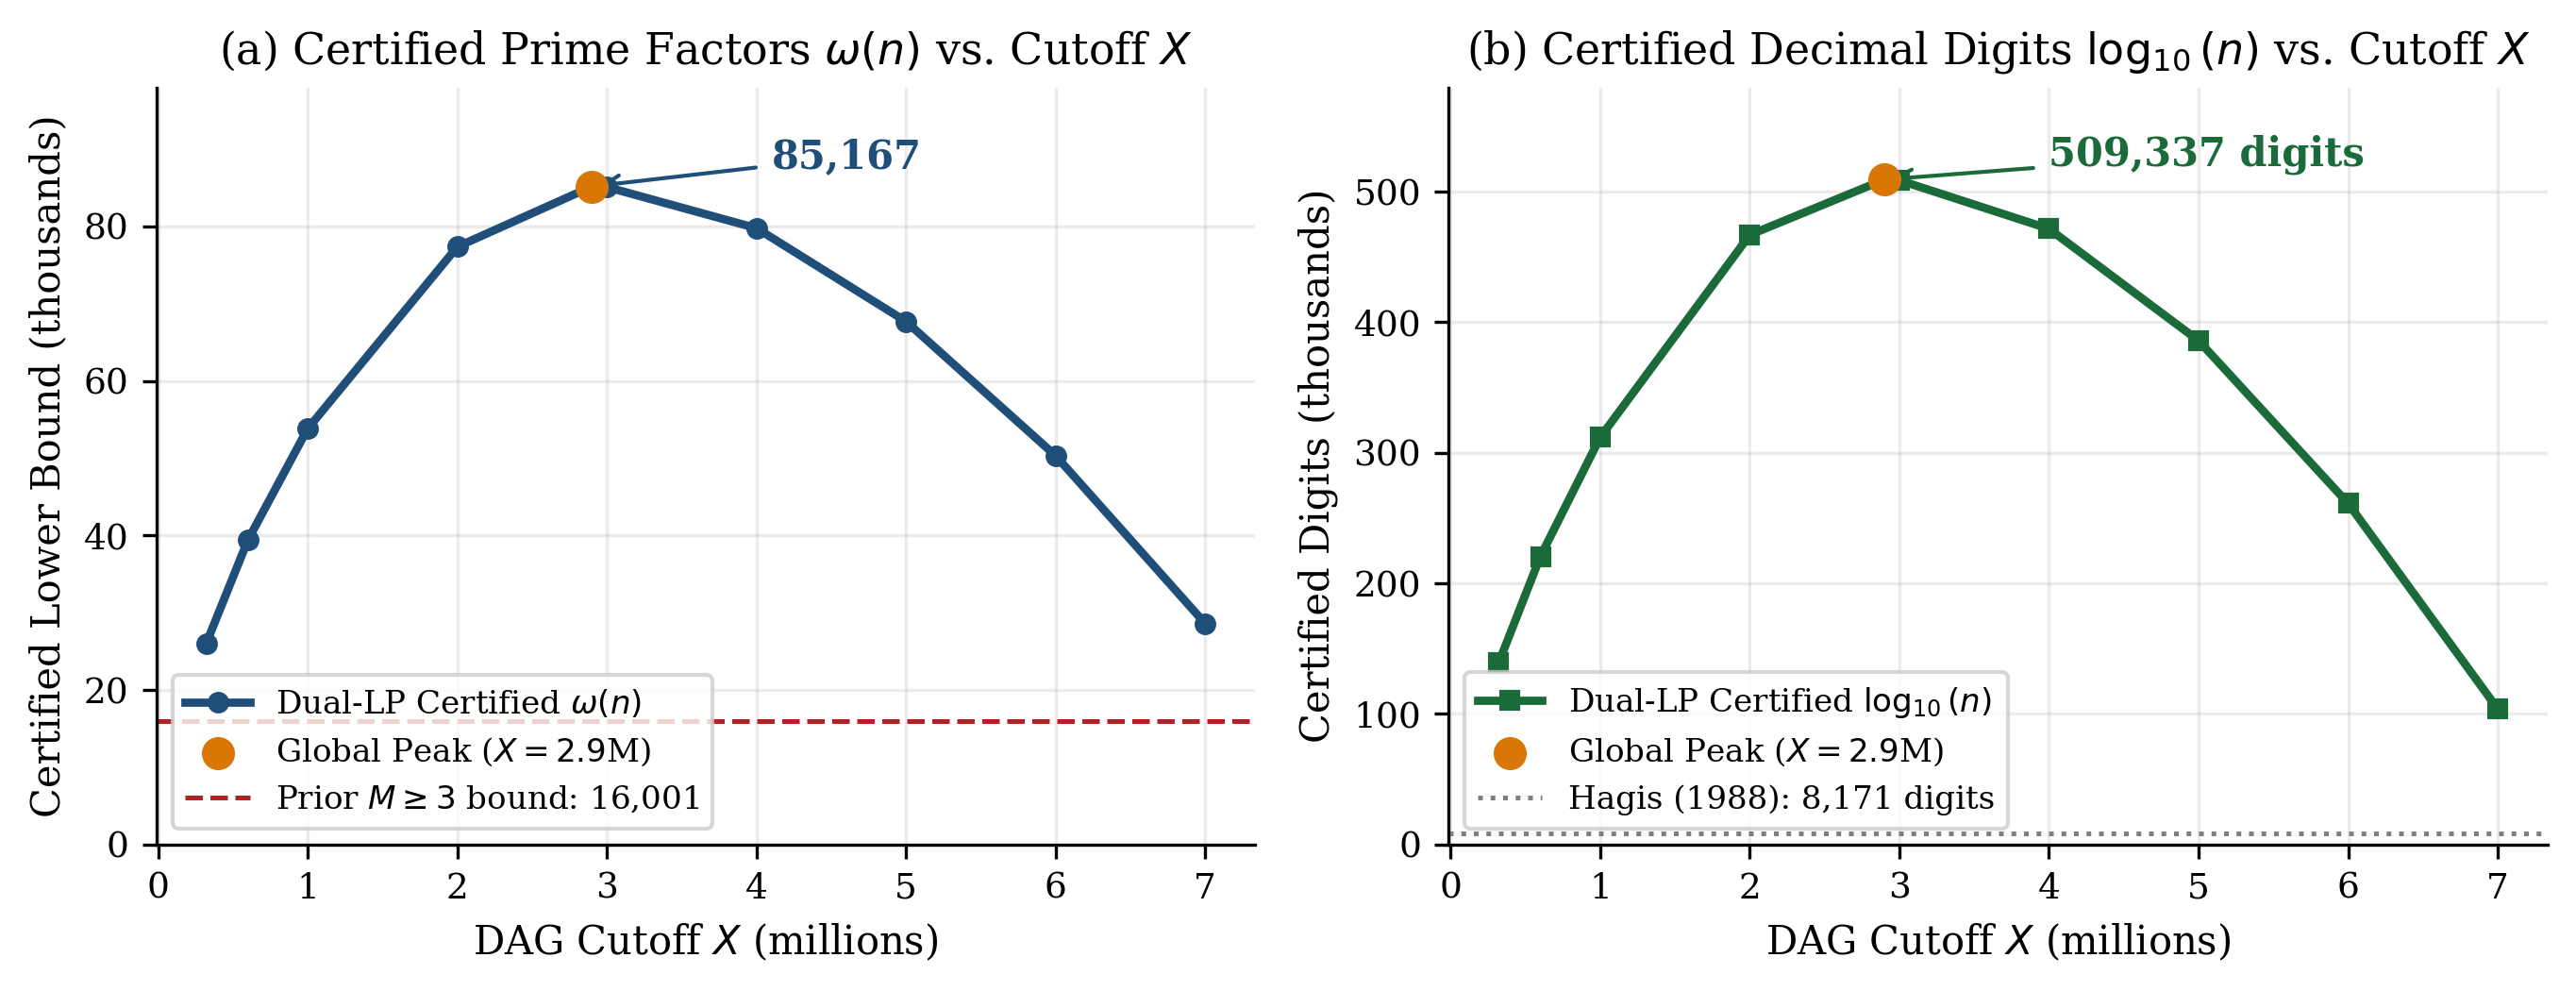 (a) Certified Prime Factors ω(n) vs. Cutoff X
Certified Lower Bound (thousands)
80
60
40
20
0
85,167
Dual-LP Certified ω(n)
Global Peak (X = 2.9M)
Prior M ≥ 3 bound: 16,001
0 1 2 3 4 5 6 7
DAG Cutoff X (millions)
(b) Certified Decimal Digits log₁₀(n) vs. Cutoff X
Certified Digits (thousands)
500
400
300
200
100
0
509,337 digits
Dual-LP Certified log₁₀(n)
Global Peak (X = 2.9M)
Hagis (1988): 8,171 digits
0 1 2 3 4 5 6 7
DAG Cutoff X (millions)